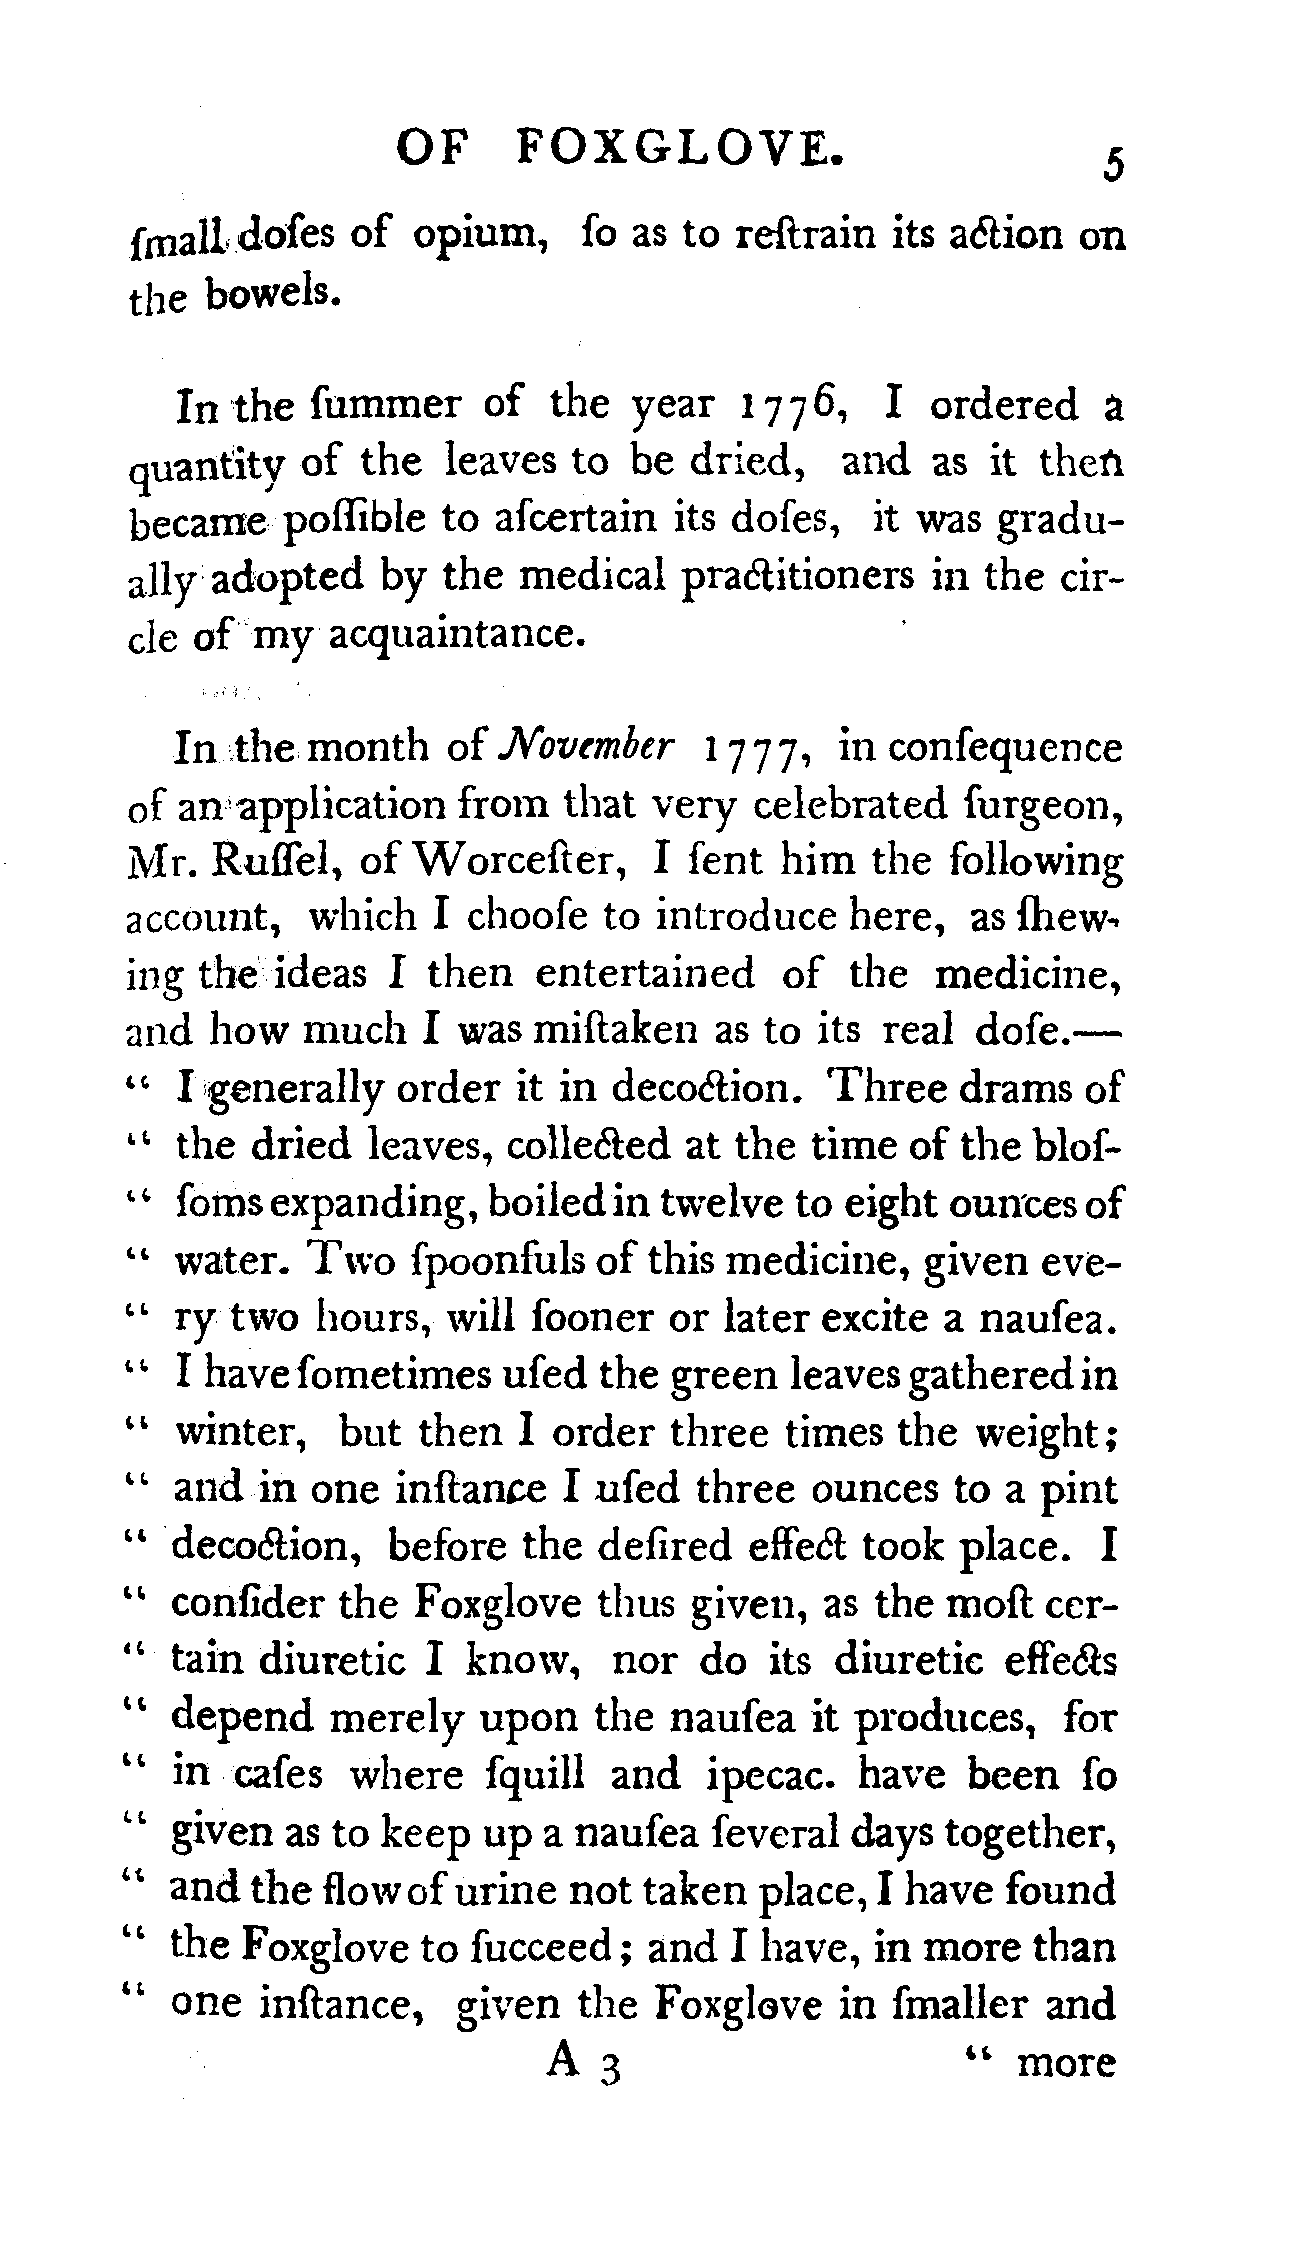 OF FOXGLOVE. 5
ſmall doſes of opium, ſo as to reſtrain its action on
the bowels.
In the ſummer of the year 1776, I ordered a
quantity of the leaves to be dried, and as it then
became poſſible to aſcertain its doſes, it was gradu-
ally adopted by the medical practitioners in the cir-
cle of my acquaintance.
In the month of November 1777, in conſequence
of an application from that very celebrated ſurgeon,
Mr. Ruſſel, of Worceſter, I ſent him the following
account, which I chooſe to introduce here, as ſhew-
ing the ideas I then entertained of the medicine,
and how much I was miſtaken as to its real doſe.—
“ I generally order it in decoction. Three drams of
“ the dried leaves, collected at the time of the bloſ-
“ ſoms expanding, boiled in twelve to eight ounces of
“ water. Two ſpoonfuls of this medicine, given eve-
“ ry two hours, will ſooner or later excite a nauſea.
“ I have ſometimes uſed the green leaves gathered in
“ winter, but then I order three times the weight;
“ and in one inſtance I uſed three ounces to a pint
“ decoction, before the deſired effect took place. I
“ conſider the Foxglove thus given, as the moſt cer-
“ tain diuretic I know, nor do its diuretic effects
“ depend merely upon the nauſea it produces, for
“ in caſes where ſquill and ipecac. have been ſo
“ given as to keep up a nauſea ſeveral days together,
“ and the flow of urine not taken place, I have found
“ the Foxglove to ſucceed; and I have, in more than
“ one inſtance, given the Foxglove in ſmaller and
A 3 “ more